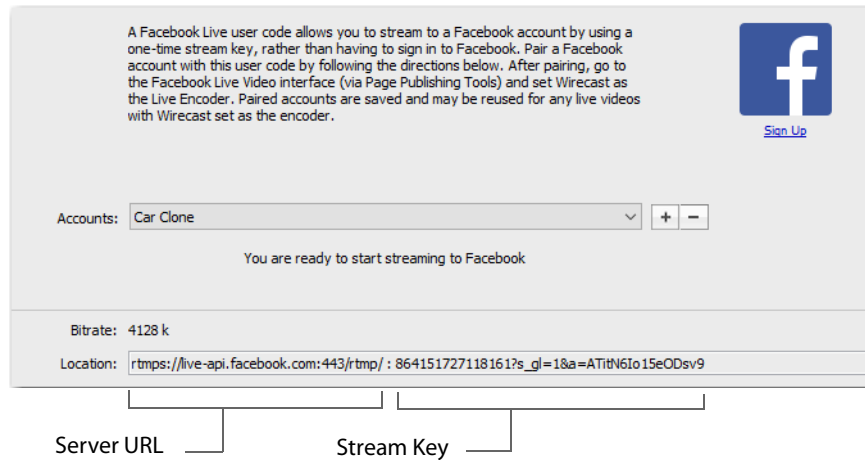 A Facebook Live user code allows you to stream to a Facebook account by using a
one-time stream key, rather than having to sign in to Facebook. Pair a Facebook
account with this user code by following the directions below. After pairing, go to
the Facebook Live Video interface (via Page Publishing Tools) and set Wirecast as
the Live Encoder. Paired accounts are saved and may be reused for any live videos
with Wirecast set as the encoder.
f
Sign Up
Accounts: Car Clone + −
You are ready to start streaming to Facebook
Bitrate: 4128 k
Location: rtmps://live-api.facebook.com:443/rtmp/ : 864151727118161?s_gl=1&a=ATitN6Io15eODsv9
Server URL Stream Key